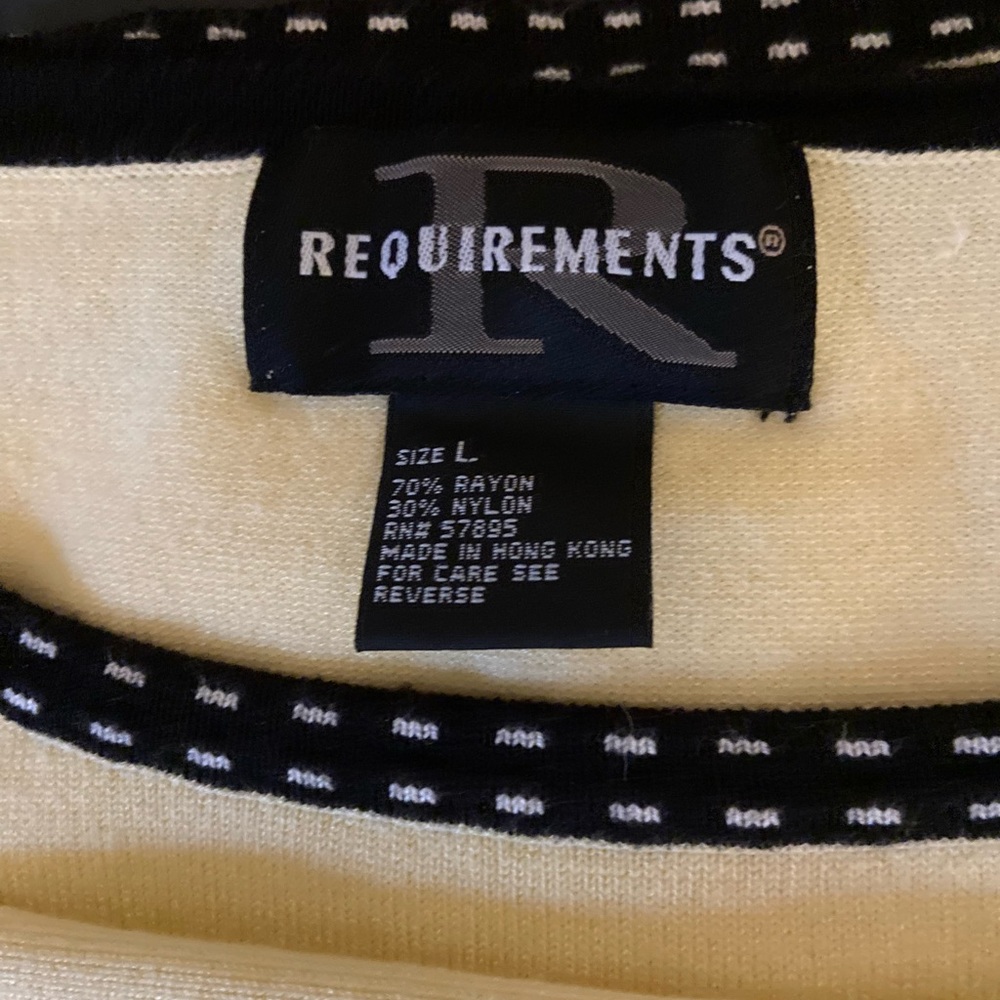 R
REQUIREMENTS®
SIZE L
70% RAYON
30% NYLON
RN# 57895
MADE IN HONG KONG
FOR CARE SEE
REVERSE